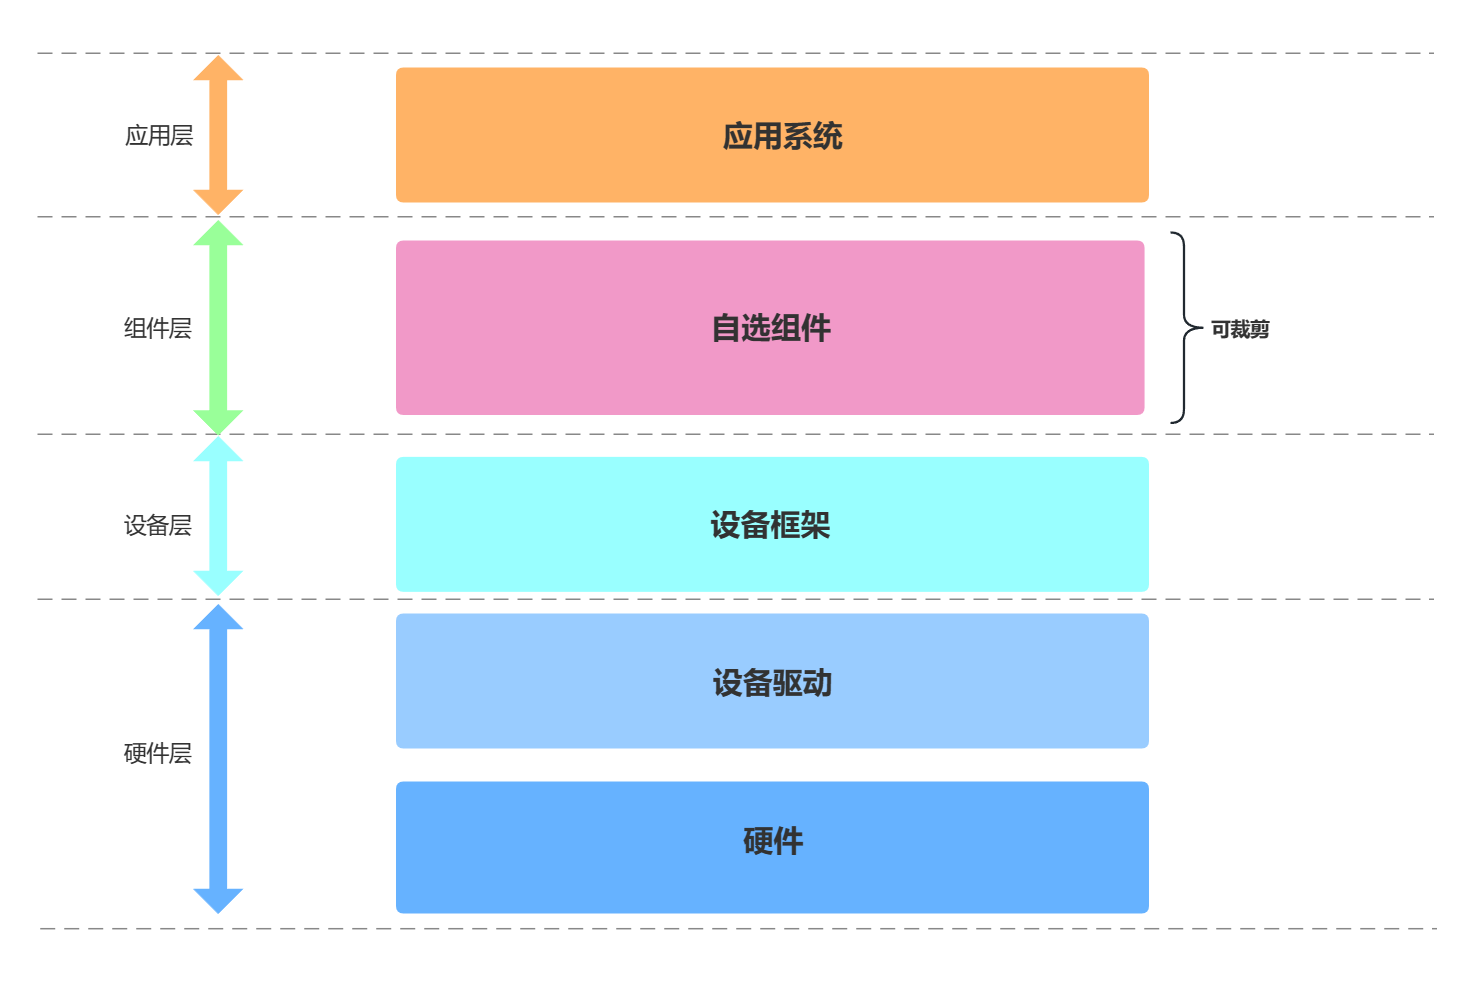 应用层
应用系统
组件层
自选组件
可裁剪
设备层
设备框架
设备驱动
硬件层
硬件